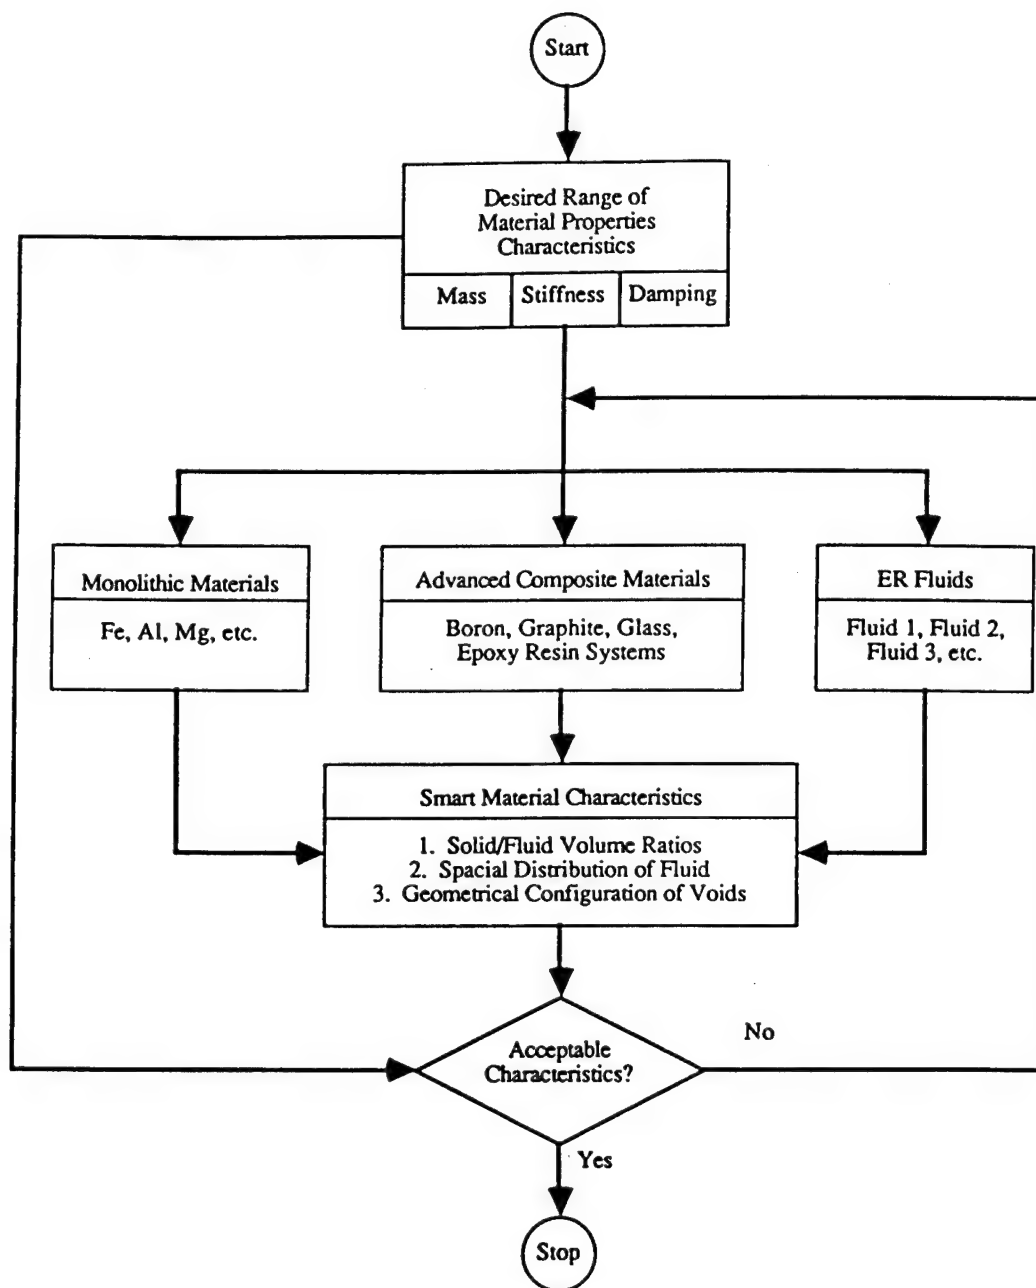 Start
Desired Range of
Material Properties
Characteristics
Mass
Stiffness
Damping
Monolithic Materials
Fe, Al, Mg, etc.
Advanced Composite Materials
Boron, Graphite, Glass,
Epoxy Resin Systems
ER Fluids
Fluid 1, Fluid 2,
Fluid 3, etc.
Smart Material Characteristics
1. Solid/Fluid Volume Ratios
2. Spacial Distribution of Fluid
3. Geometrical Configuration of Voids
Acceptable
Characteristics?
No
Yes
Stop